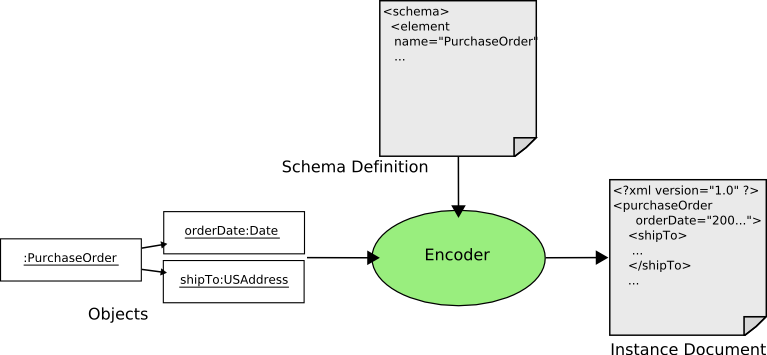 <schema>
<element
name="PurchaseOrder"
...
Schema Definition
:PurchaseOrder
orderDate:Date
shipTo:USAddress
Objects
Encoder
<?xml version="1.0" ?>
<purchaseOrder
orderDate="200...">
<shipTo>
...
</shipTo>
...
Instance Document